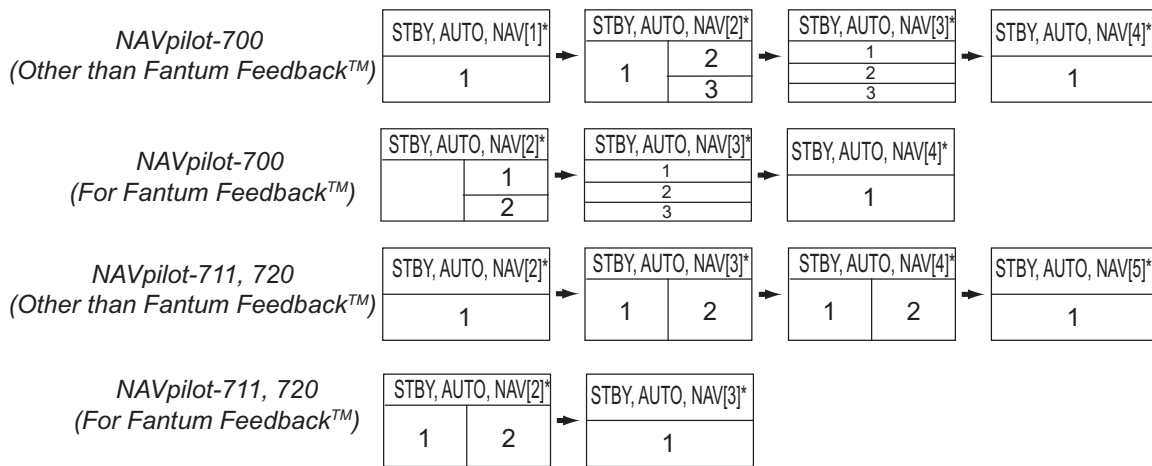 NAVpilot-700
(Other than Fantum Feedback™)
STBY, AUTO, NAV[1]*
1
STBY, AUTO, NAV[2]*
1
2
3
STBY, AUTO, NAV[3]*
1
2
3
STBY, AUTO, NAV[4]*
1
NAVpilot-700
(For Fantum Feedback™)
STBY, AUTO, NAV[2]*
1
2
STBY, AUTO, NAV[3]*
1
2
3
STBY, AUTO, NAV[4]*
1
NAVpilot-711, 720
(Other than Fantum Feedback™)
STBY, AUTO, NAV[2]*
1
STBY, AUTO, NAV[3]*
1 2
STBY, AUTO, NAV[4]*
1 2
STBY, AUTO, NAV[5]*
1
NAVpilot-711, 720
(For Fantum Feedback™)
STBY, AUTO, NAV[2]*
1 2
STBY, AUTO, NAV[3]*
1